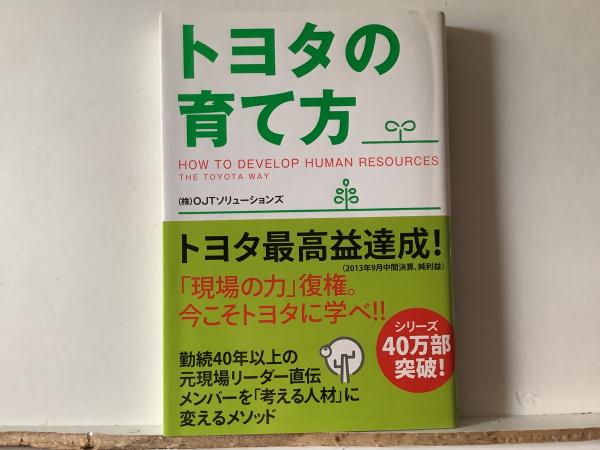 トヨタの
育て方
HOW TO DEVELOP HUMAN RESOURCES
THE TOYOTA WAY
(株)OJTソリューションズ
トヨタ最高益達成!
(2013年9月中間決算、純利益)
「現場の力」復権。
今こそトヨタに学べ!!
シリーズ
40万部
突破!
勤続40年以上の
元現場リーダー直伝
メンバーを「考える人材」に
変えるメソッド